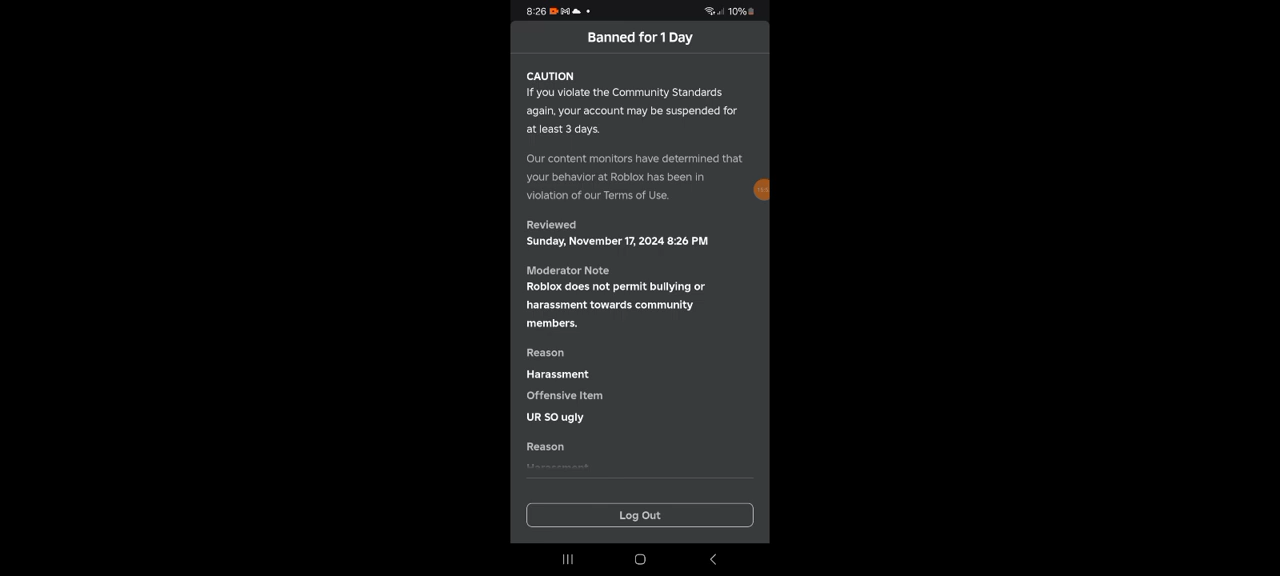 8:26 10%
Banned for 1 Day
CAUTION
If you violate the Community Standards
again, your account may be suspended for
at least 3 days.
Our content monitors have determined that
your behavior at Roblox has been in
violation of our Terms of Use.
Reviewed
Sunday, November 17, 2024 8:26 PM
Moderator Note
Roblox does not permit bullying or
harassment towards community
members.
Reason
Harassment
Offensive Item
UR SO ugly
Reason
Harassment
Log Out